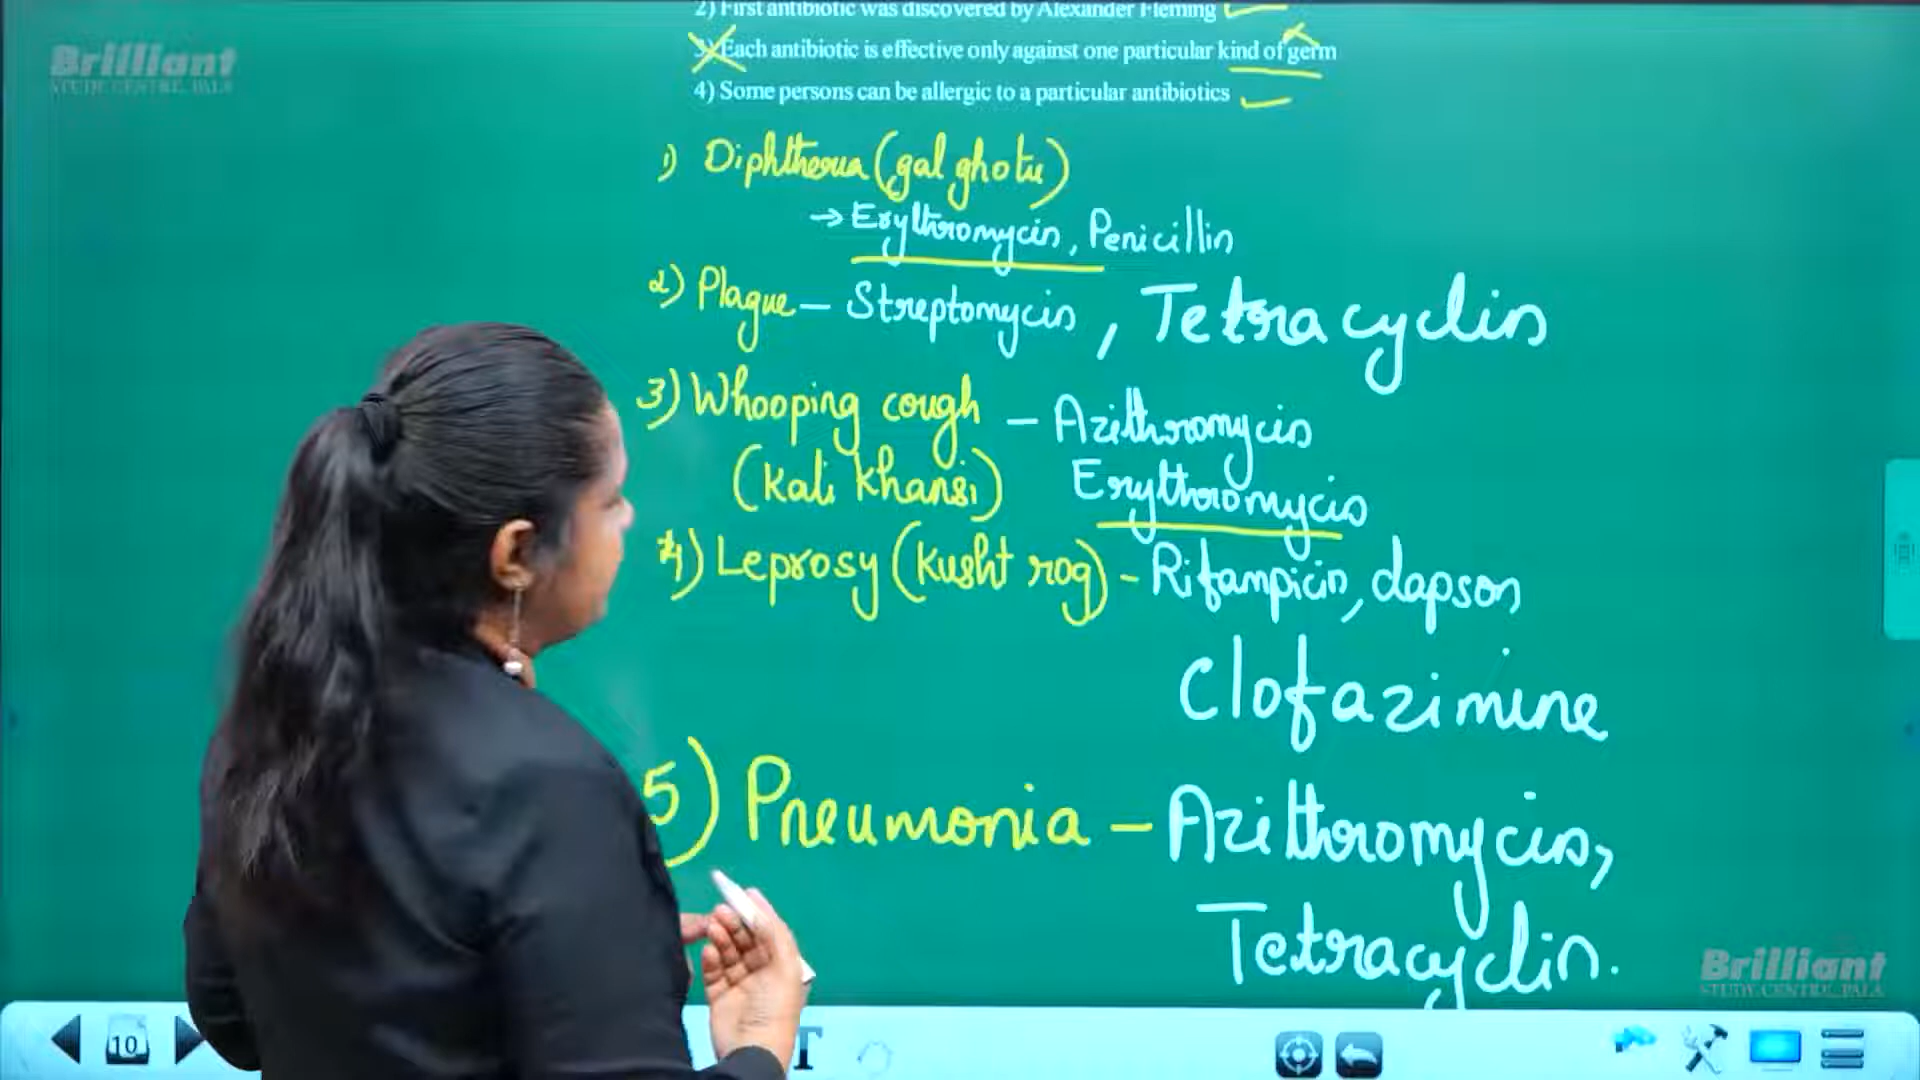 2) First antibiotic was discovered by Alexander Fleming
Brilliant
STUDY CENTRE, PALA
3) Each antibiotic is effective only against one particular kind of germ
4) Some persons can be allergic to a particular antibiotics
1) Diphtheria (gal ghotu)
→ Erythromycin, Penicillin
2) Plague – Streptomycin, Tetracyclin
3) Whooping cough – Azithromycin
(Kali khansi) Erythromycin
4) Leprosy (Kusht rog) – Rifampicin, dapson
Clofazimine
5) Pneumonia – Azithromycin,
Tetracyclin.
Brilliant
STUDY CENTRE, PALA
10
T